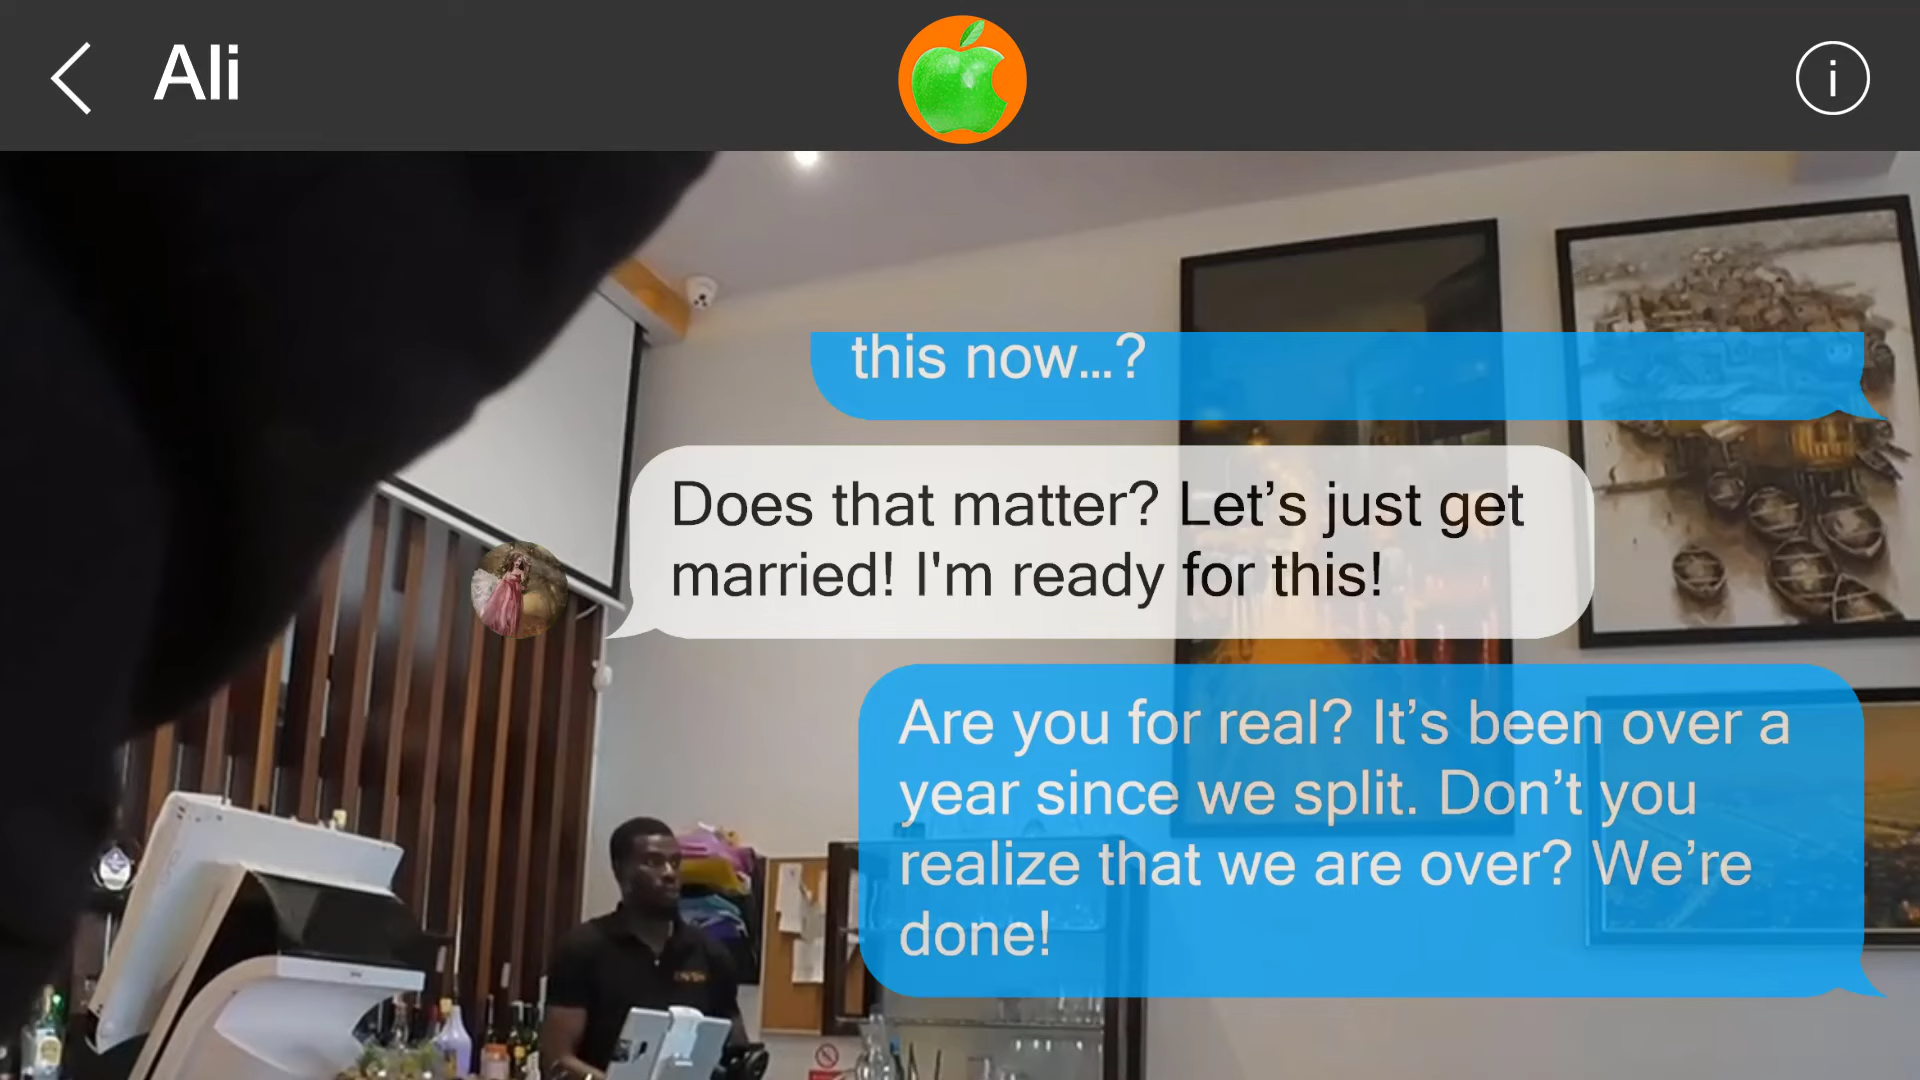 Ali
this now...?
Does that matter? Let’s just get
married! I'm ready for this!
Are you for real? It’s been over a
year since we split. Don’t you
realize that we are over? We’re
done!